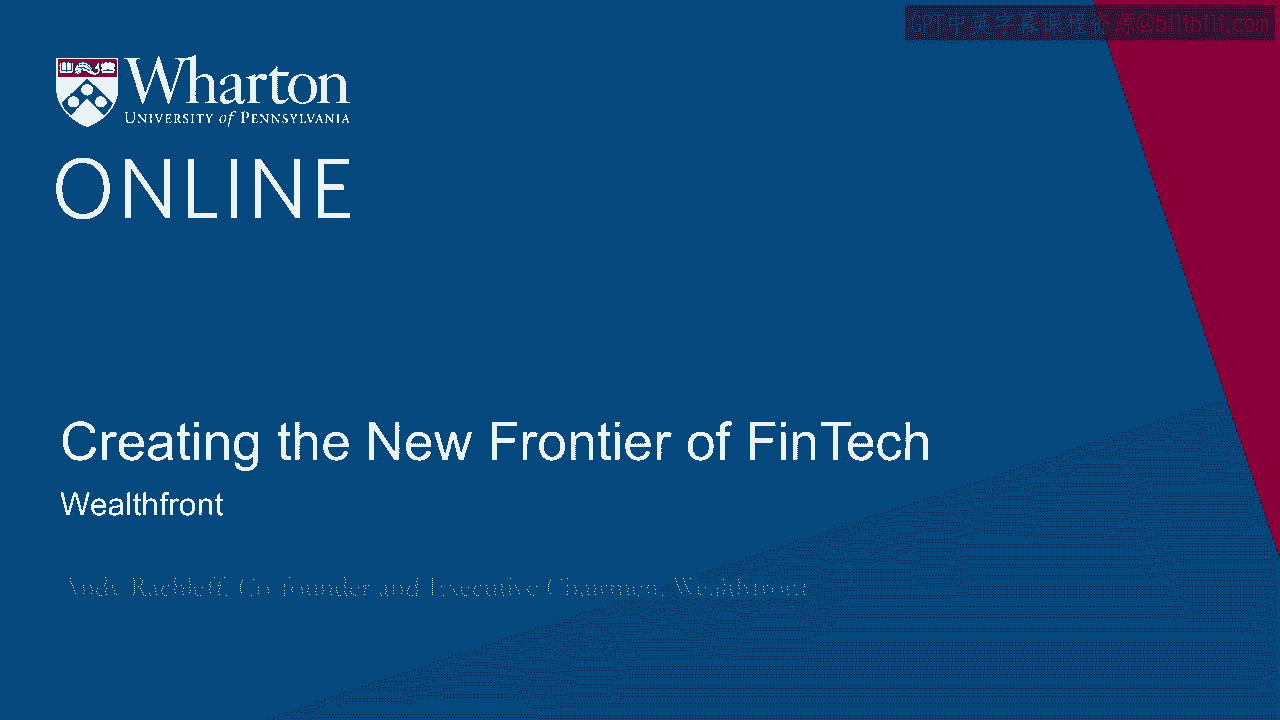 GPT中英字幕课程资源@bilibili.com
Wharton
UNIVERSITY of PENNSYLVANIA
ONLINE
Creating the New Frontier of FinTech
Wealthfront
Andy Rachleff, Co-founder and Executive Chairman, Wealthfront